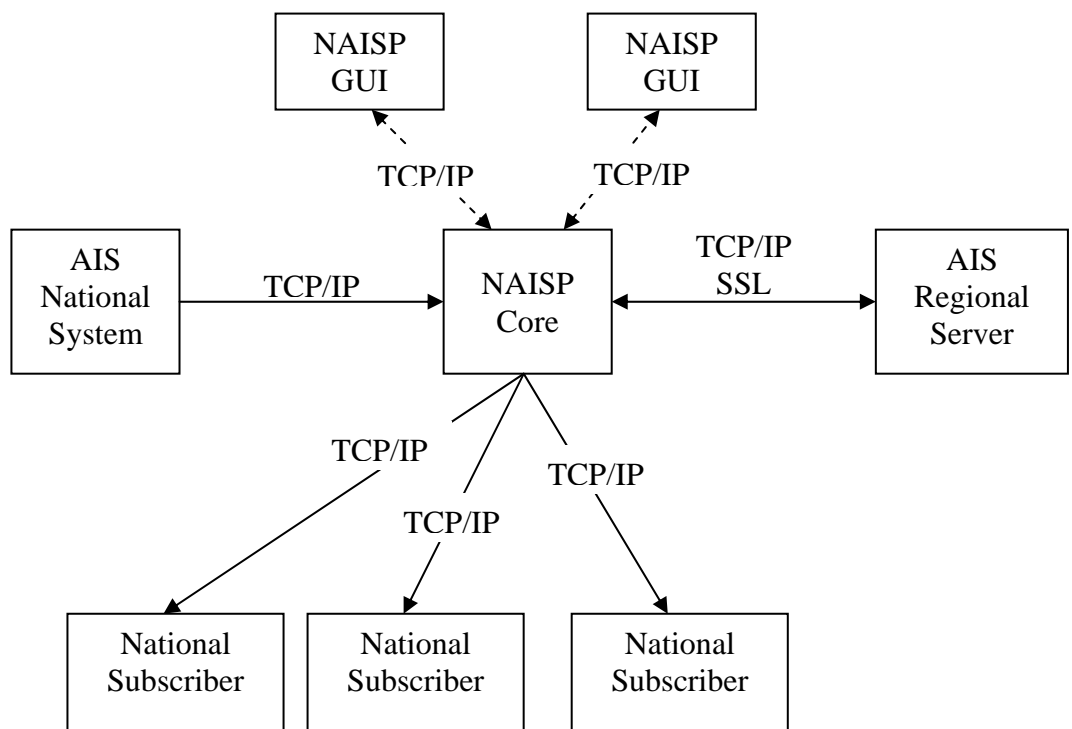 NAISP
GUI
NAISP
GUI
TCP/IP
TCP/IP
AIS
National
System
TCP/IP
NAISP
Core
TCP/IP
SSL
AIS
Regional
Server
TCP/IP
TCP/IP
TCP/IP
National
Subscriber
National
Subscriber
National
Subscriber